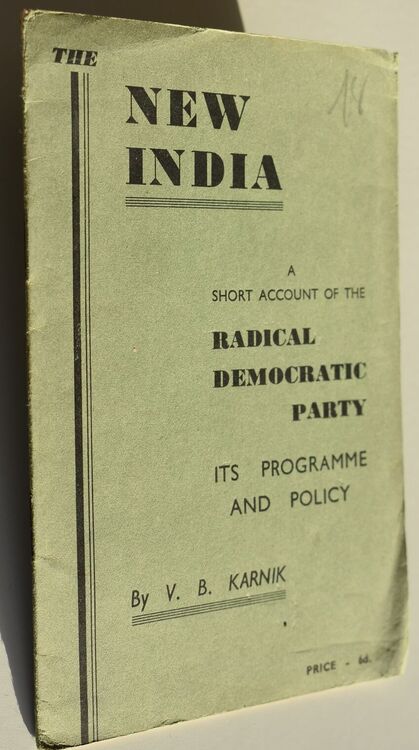 THE
NEW
INDIA
A
SHORT ACCOUNT OF THE
RADICAL
DEMOCRATIC
PARTY
ITS PROGRAMME
AND POLICY
By V. B. KARNIK
PRICE - 6d.